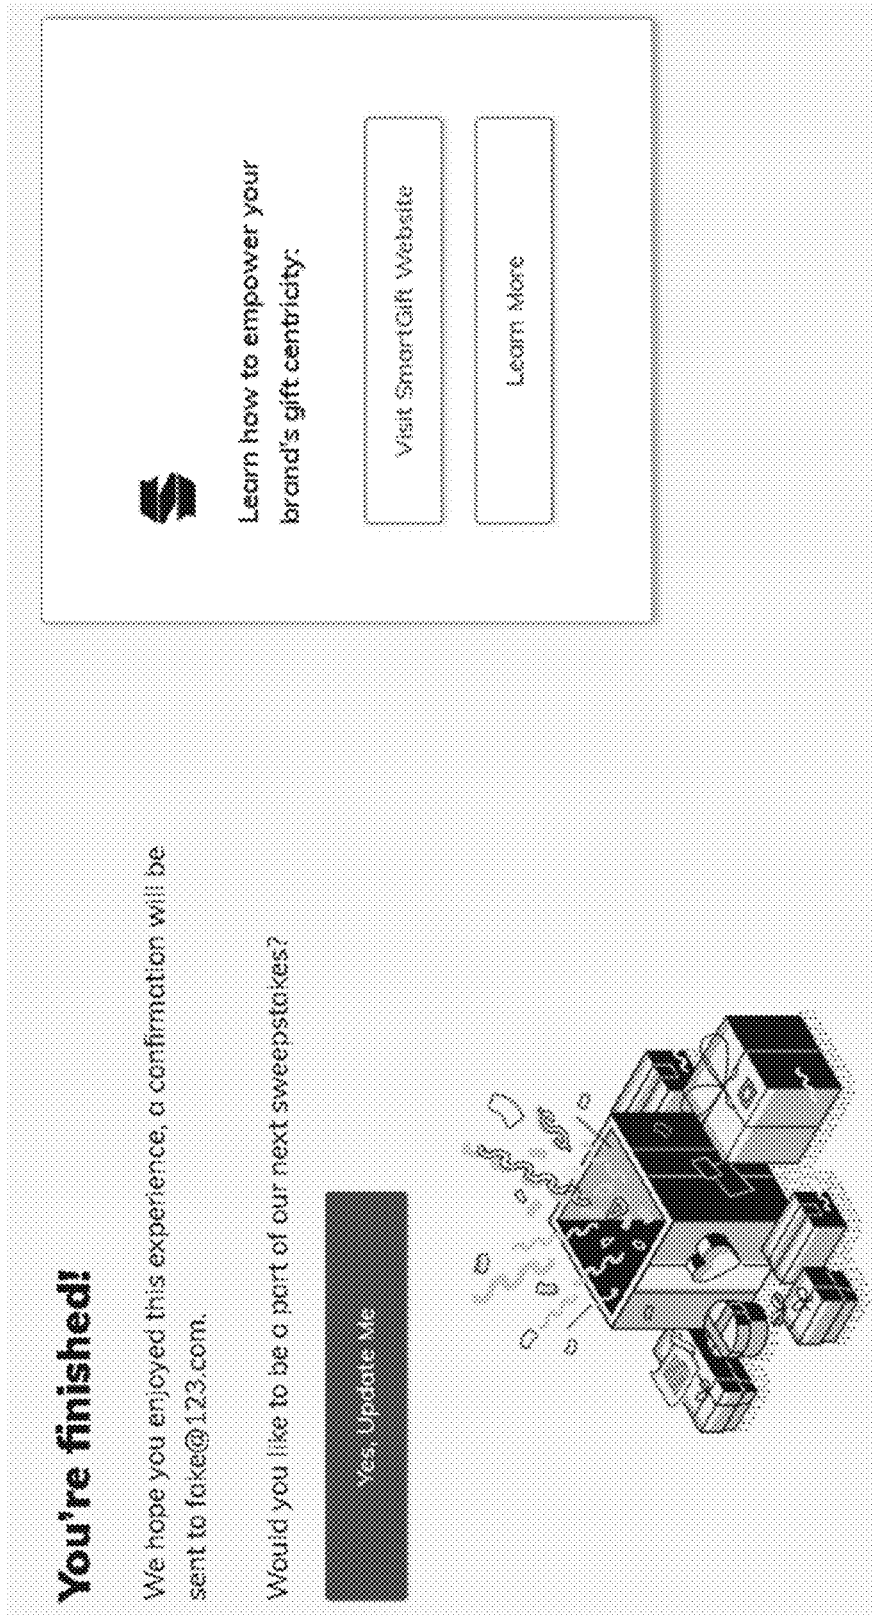 You're finished!
We hope you enjoyed this experience, a confirmation will be
sent to fake@123.com.
Would you like to be a part of our next sweepstakes?
Yes, Update Me
Learn how to empower your
brand's gift centricity:
Visit SmartGift Website
Learn More